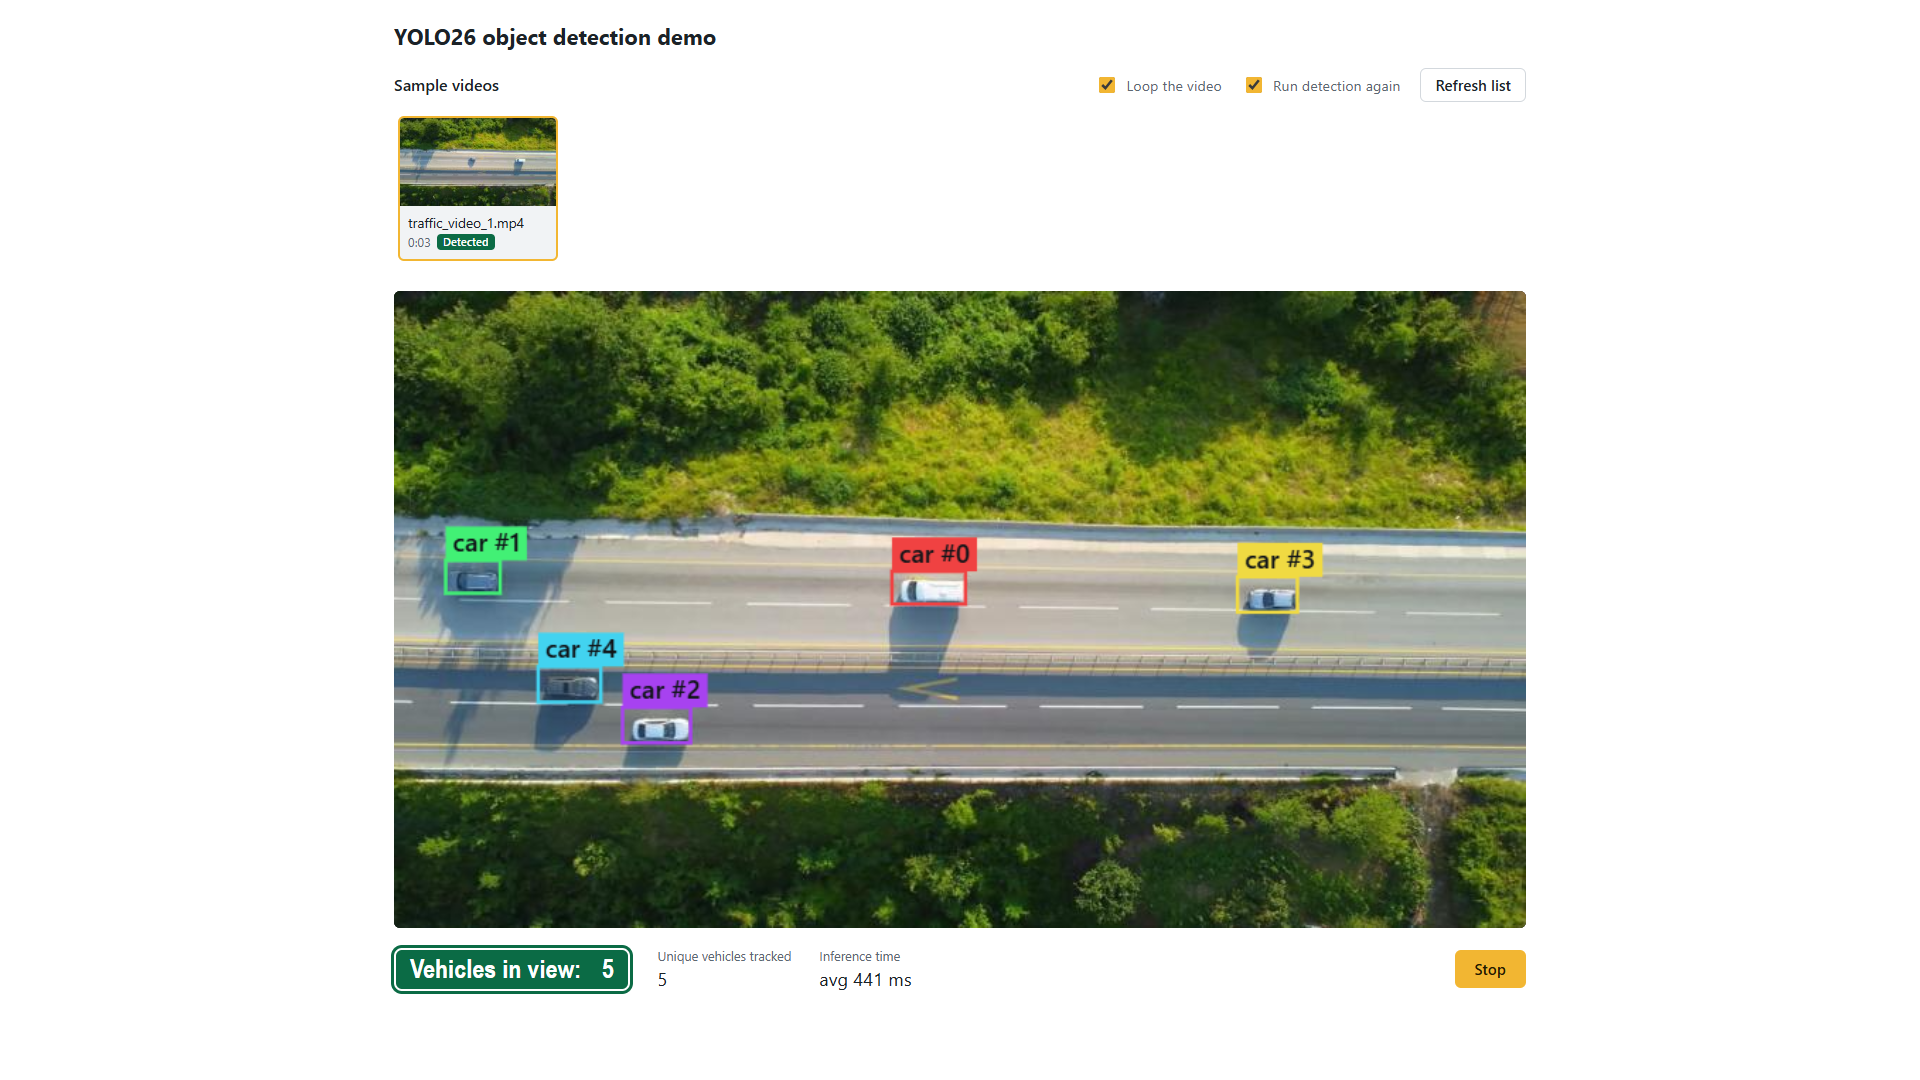 YOLO26 object detection demo
Sample videos
Loop the video
Run detection again
Refresh list
traffic_video_1.mp4
0:03 Detected
car #1
car #0
car #3
car #4
car #2
Vehicles in view: 5
Unique vehicles tracked
5
Inference time
avg 441 ms
Stop